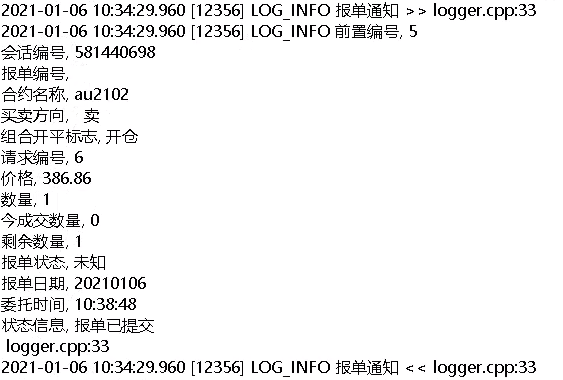 2021-01-06 10:34:29.960 [12356] LOG_INFO 报单通知 >> logger.cpp:33
2021-01-06 10:34:29.960 [12356] LOG_INFO 前置编号, 5
会话编号, 581440698
报单编号,
合约名称, au2102
买卖方向,   卖
组合开平标志, 开仓
请求编号, 6
价格, 386.86
数量, 1
今成交数量, 0
剩余数量, 1
报单状态, 未知
报单日期, 20210106
委托时间, 10:38:48
状态信息, 报单已提交
logger.cpp:33
2021-01-06 10:34:29.960 [12356] LOG_INFO 报单通知 << logger.cpp:33